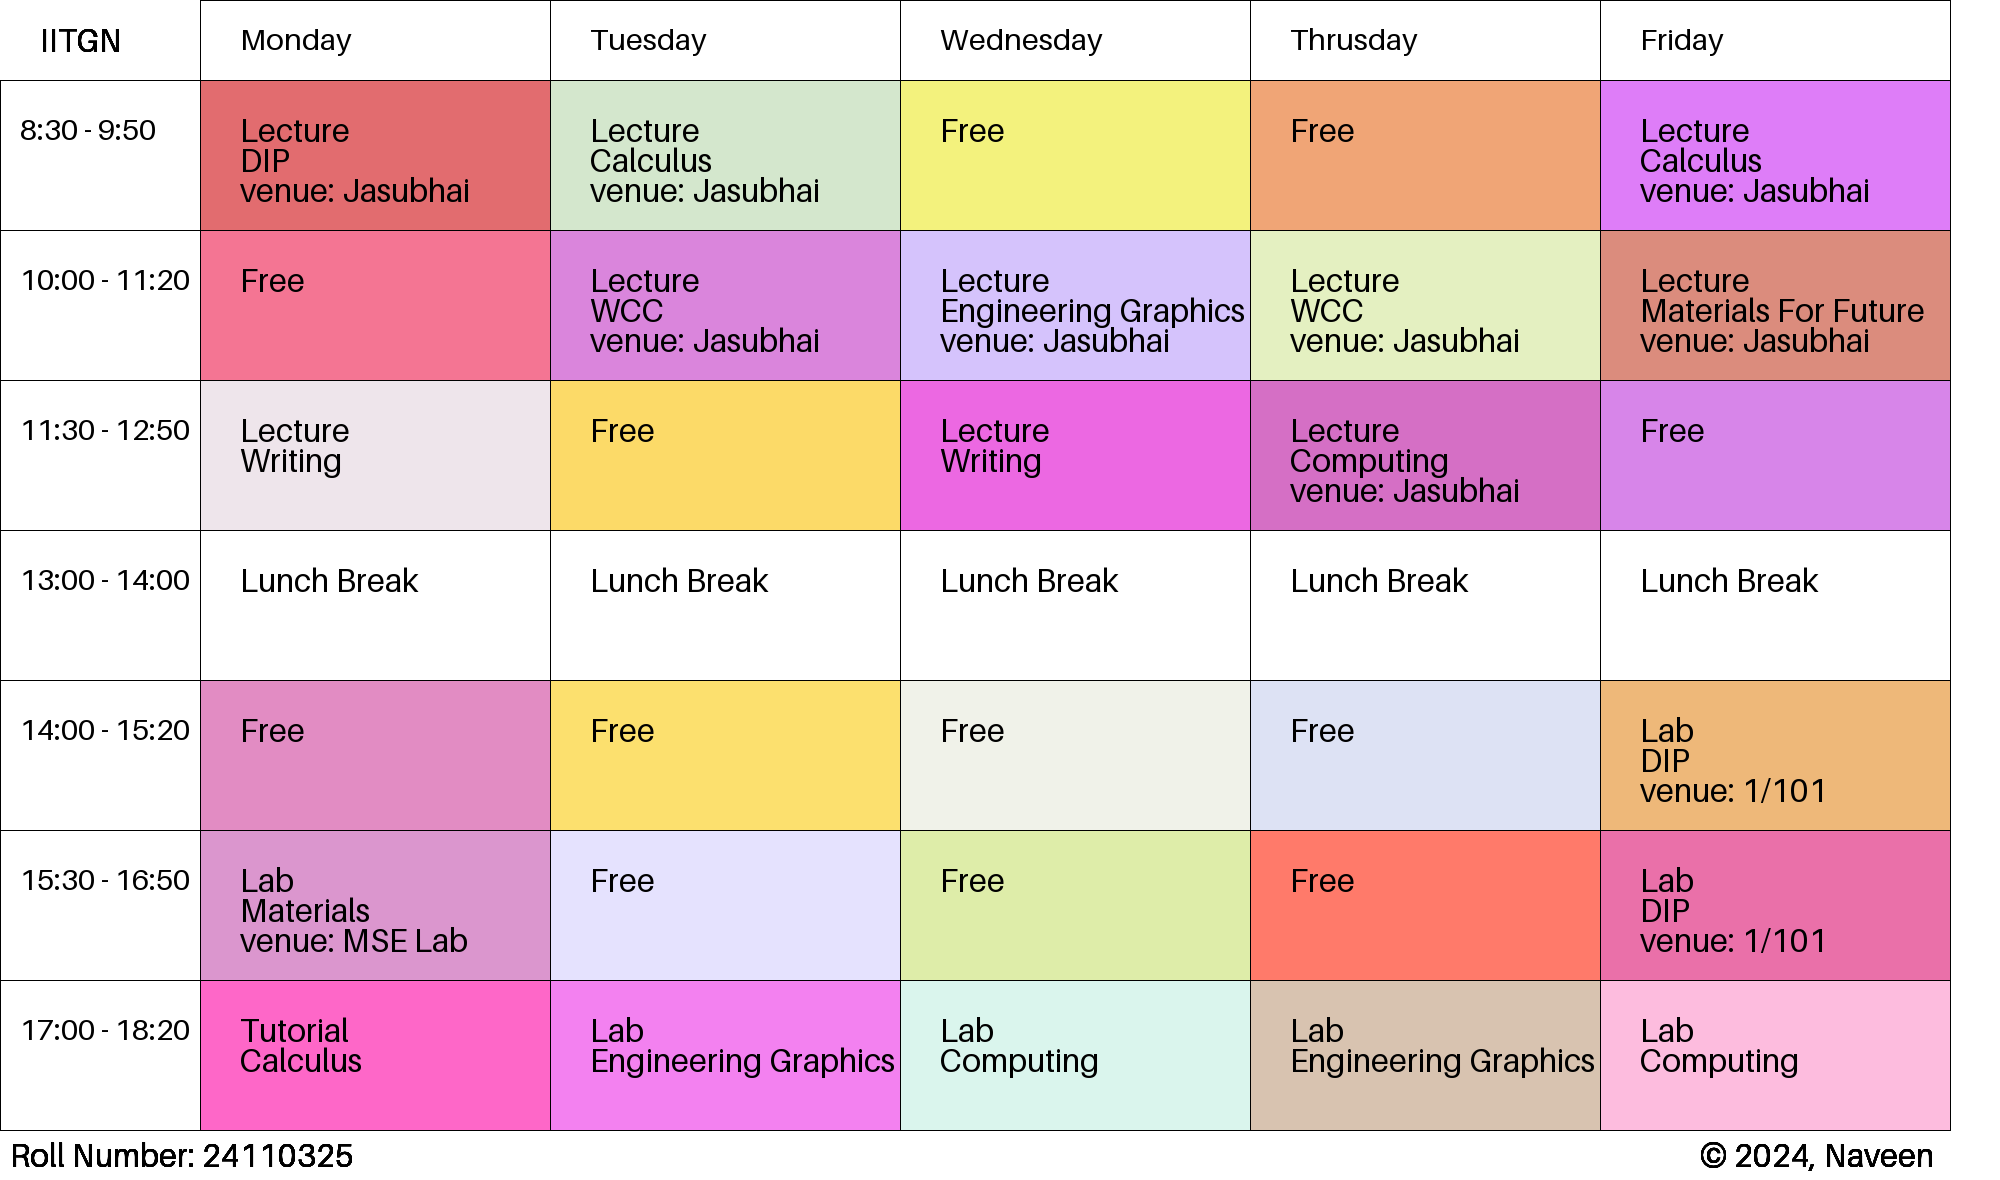 IITGN
Monday
Tuesday
Wednesday
Thrusday
Friday
8:30 - 9:50
Lecture
DIP
venue: Jasubhai
Lecture
Calculus
venue: Jasubhai
Free
Free
Lecture
Calculus
venue: Jasubhai
10:00 - 11:20
Free
Lecture
WCC
venue: Jasubhai
Lecture
Engineering Graphics
venue: Jasubhai
Lecture
WCC
venue: Jasubhai
Lecture
Materials For Future
venue: Jasubhai
11:30 - 12:50
Lecture
Writing
Free
Lecture
Writing
Lecture
Computing
venue: Jasubhai
Free
13:00 - 14:00
Lunch Break
Lunch Break
Lunch Break
Lunch Break
Lunch Break
14:00 - 15:20
Free
Free
Free
Free
Lab
DIP
venue: 1/101
15:30 - 16:50
Lab
Materials
venue: MSE Lab
Free
Free
Free
Lab
DIP
venue: 1/101
17:00 - 18:20
Tutorial
Calculus
Lab
Engineering Graphics
Lab
Computing
Lab
Engineering Graphics
Lab
Computing
Roll Number: 24110325
© 2024, Naveen